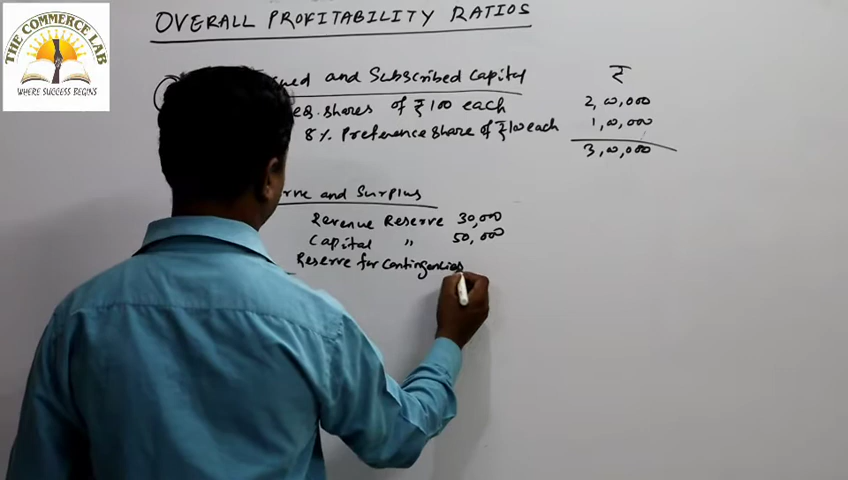 THE COMMERCE LAB
WHERE SUCCESS BEGINS
OVERALL PROFITABILITY RATIOS
and Subscribed Capital ₹
eq. shares of ₹100 each 2,00,000
8% Preference share of ₹100 each 1,00,000
3,00,000
and Surplus
Revenue Reserve 30,000
Capital " 50,000
Reserve for Contingencies